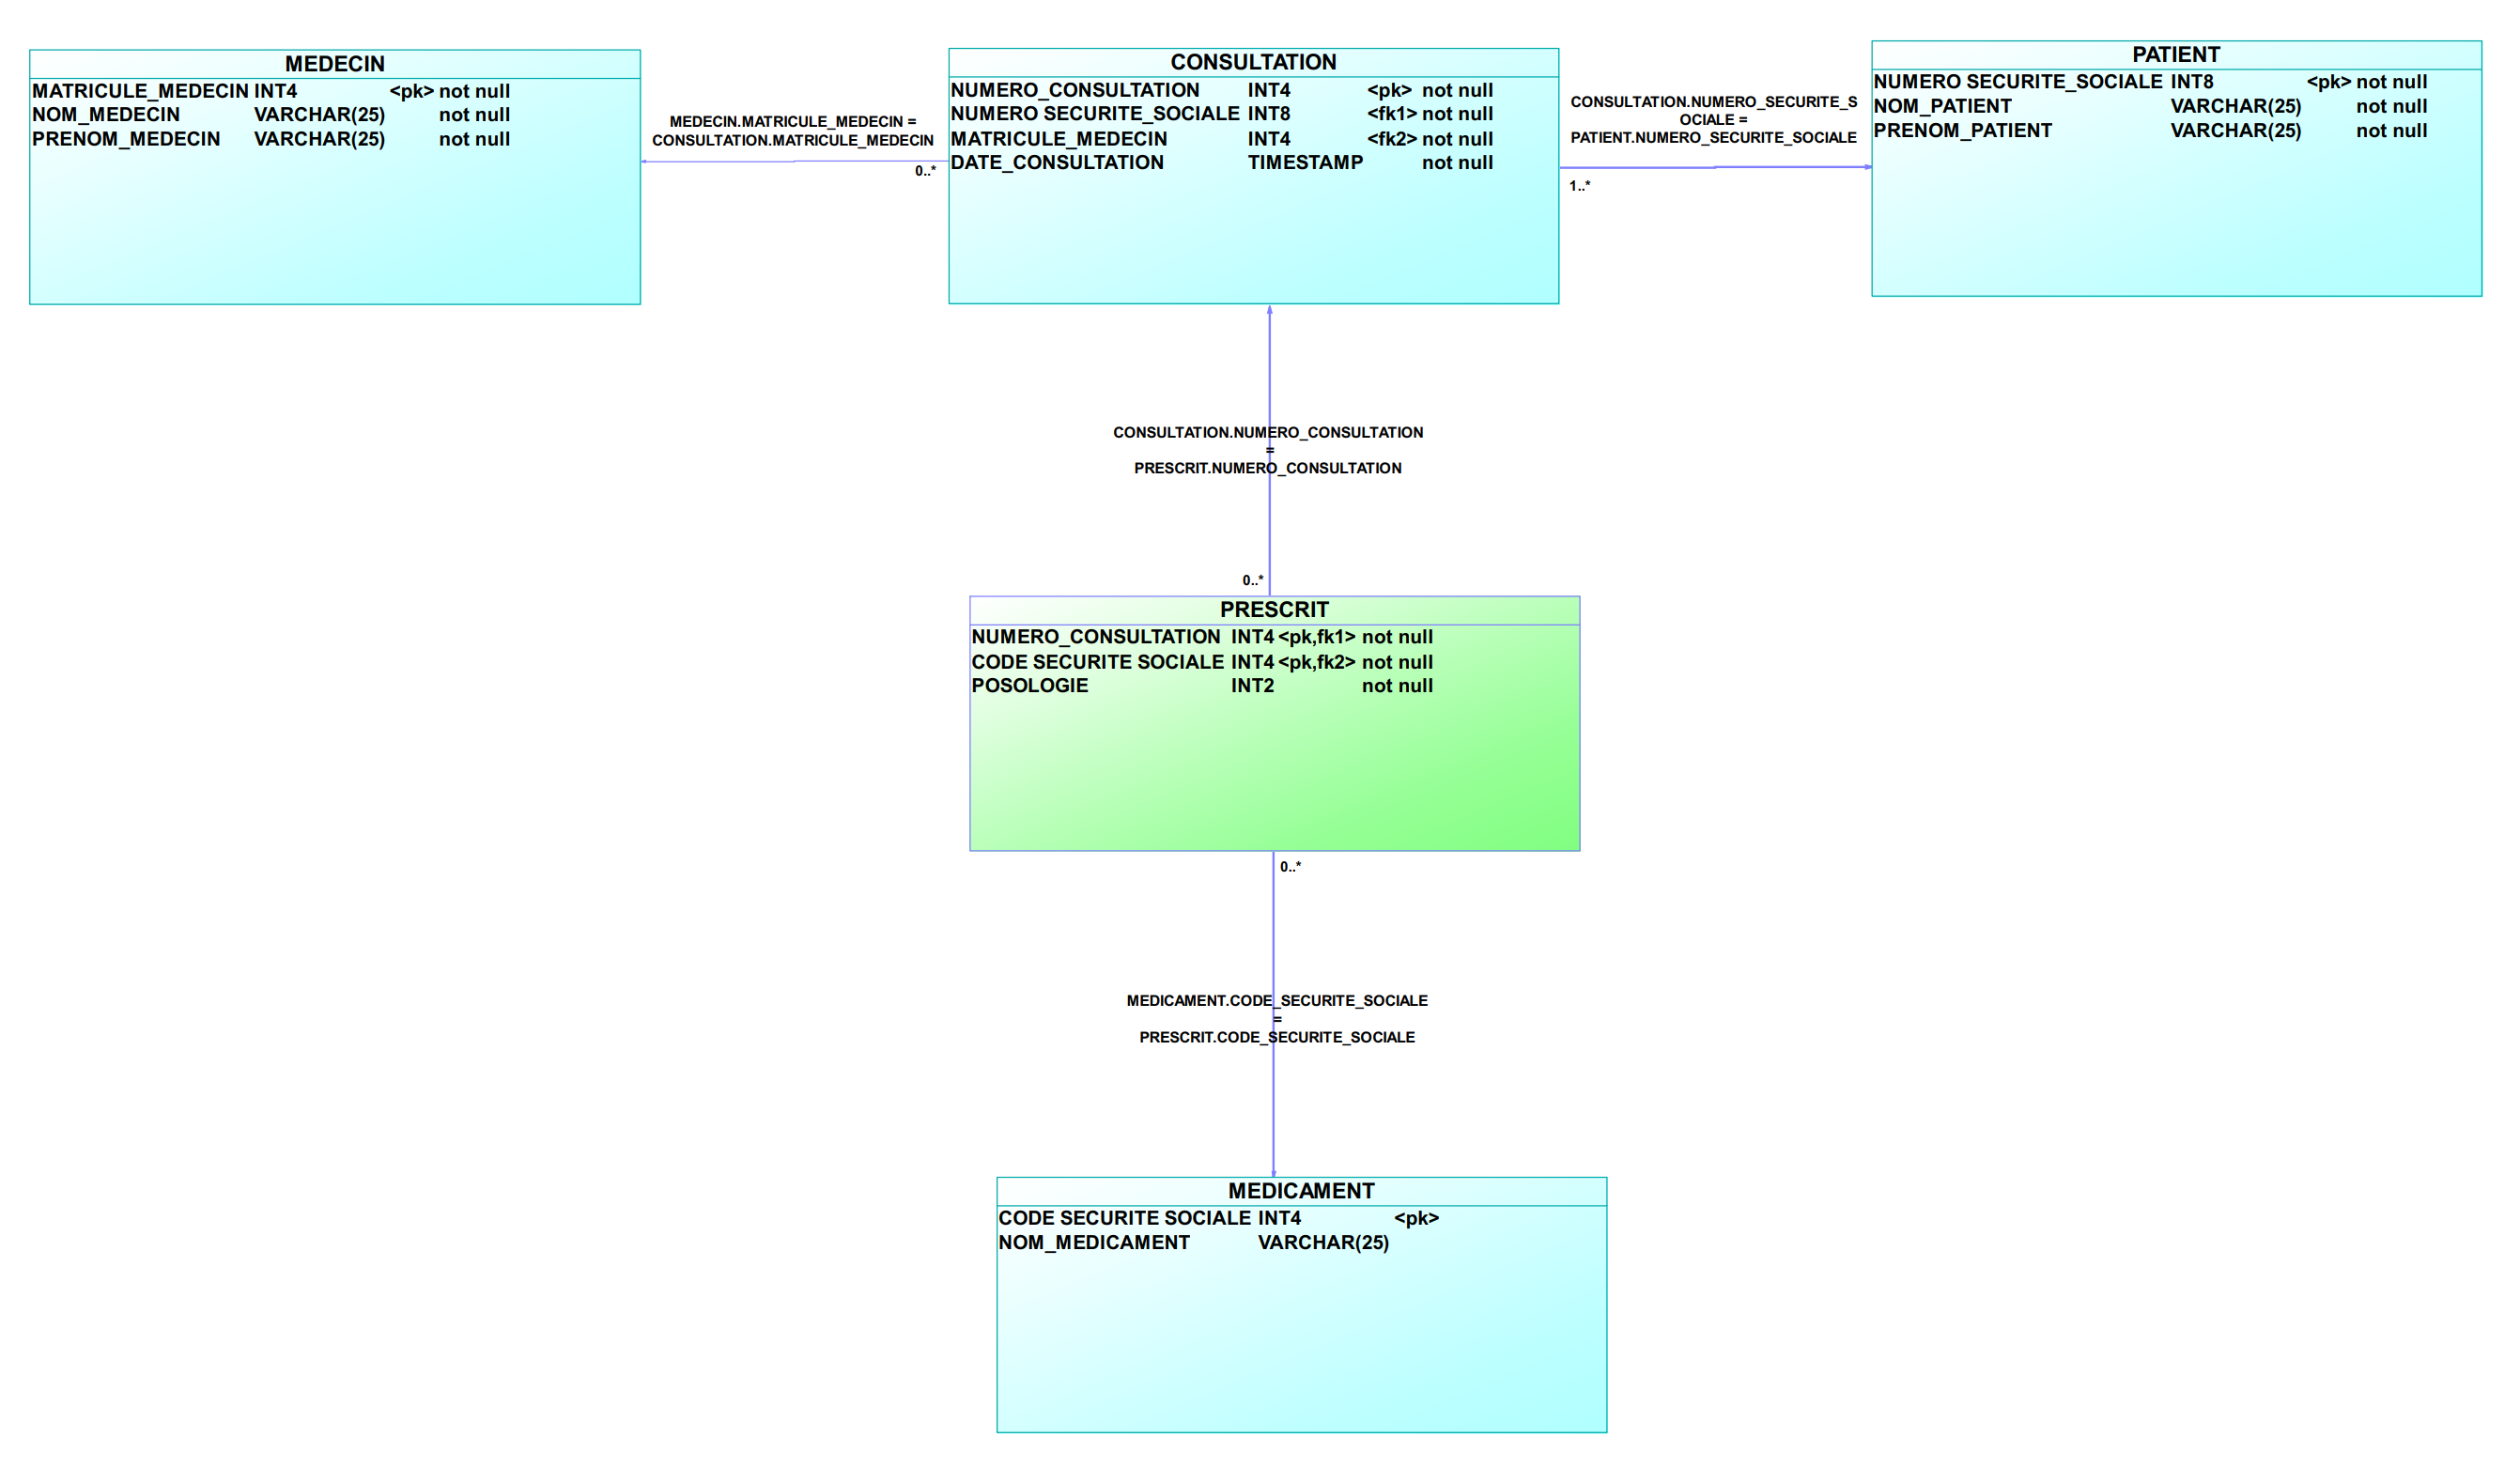 MEDECIN
MATRICULE_MEDECIN INT4 <pk> not null
NOM_MEDECIN VARCHAR(25) not null
PRENOM_MEDECIN VARCHAR(25) not null
MEDECIN.MATRICULE_MEDECIN =
CONSULTATION.MATRICULE_MEDECIN
0..*
CONSULTATION
NUMERO_CONSULTATION INT4 <pk> not null
NUMERO SECURITE_SOCIALE INT8 <fk1> not null
MATRICULE_MEDECIN INT4 <fk2> not null
DATE_CONSULTATION TIMESTAMP not null
CONSULTATION.NUMERO_SECURITE_S
OCIALE =
PATIENT.NUMERO_SECURITE_SOCIALE
1..*
PATIENT
NUMERO SECURITE_SOCIALE INT8 <pk> not null
NOM_PATIENT VARCHAR(25) not null
PRENOM_PATIENT VARCHAR(25) not null
CONSULTATION.NUMERO_CONSULTATION
=
PRESCRIT.NUMERO_CONSULTATION
0..*
PRESCRIT
NUMERO_CONSULTATION INT4 <pk,fk1> not null
CODE SECURITE SOCIALE INT4 <pk,fk2> not null
POSOLOGIE INT2 not null
0..*
MEDICAMENT.CODE_SECURITE_SOCIALE
=
PRESCRIT.CODE_SECURITE_SOCIALE
MEDICAMENT
CODE SECURITE SOCIALE INT4 <pk>
NOM_MEDICAMENT VARCHAR(25)